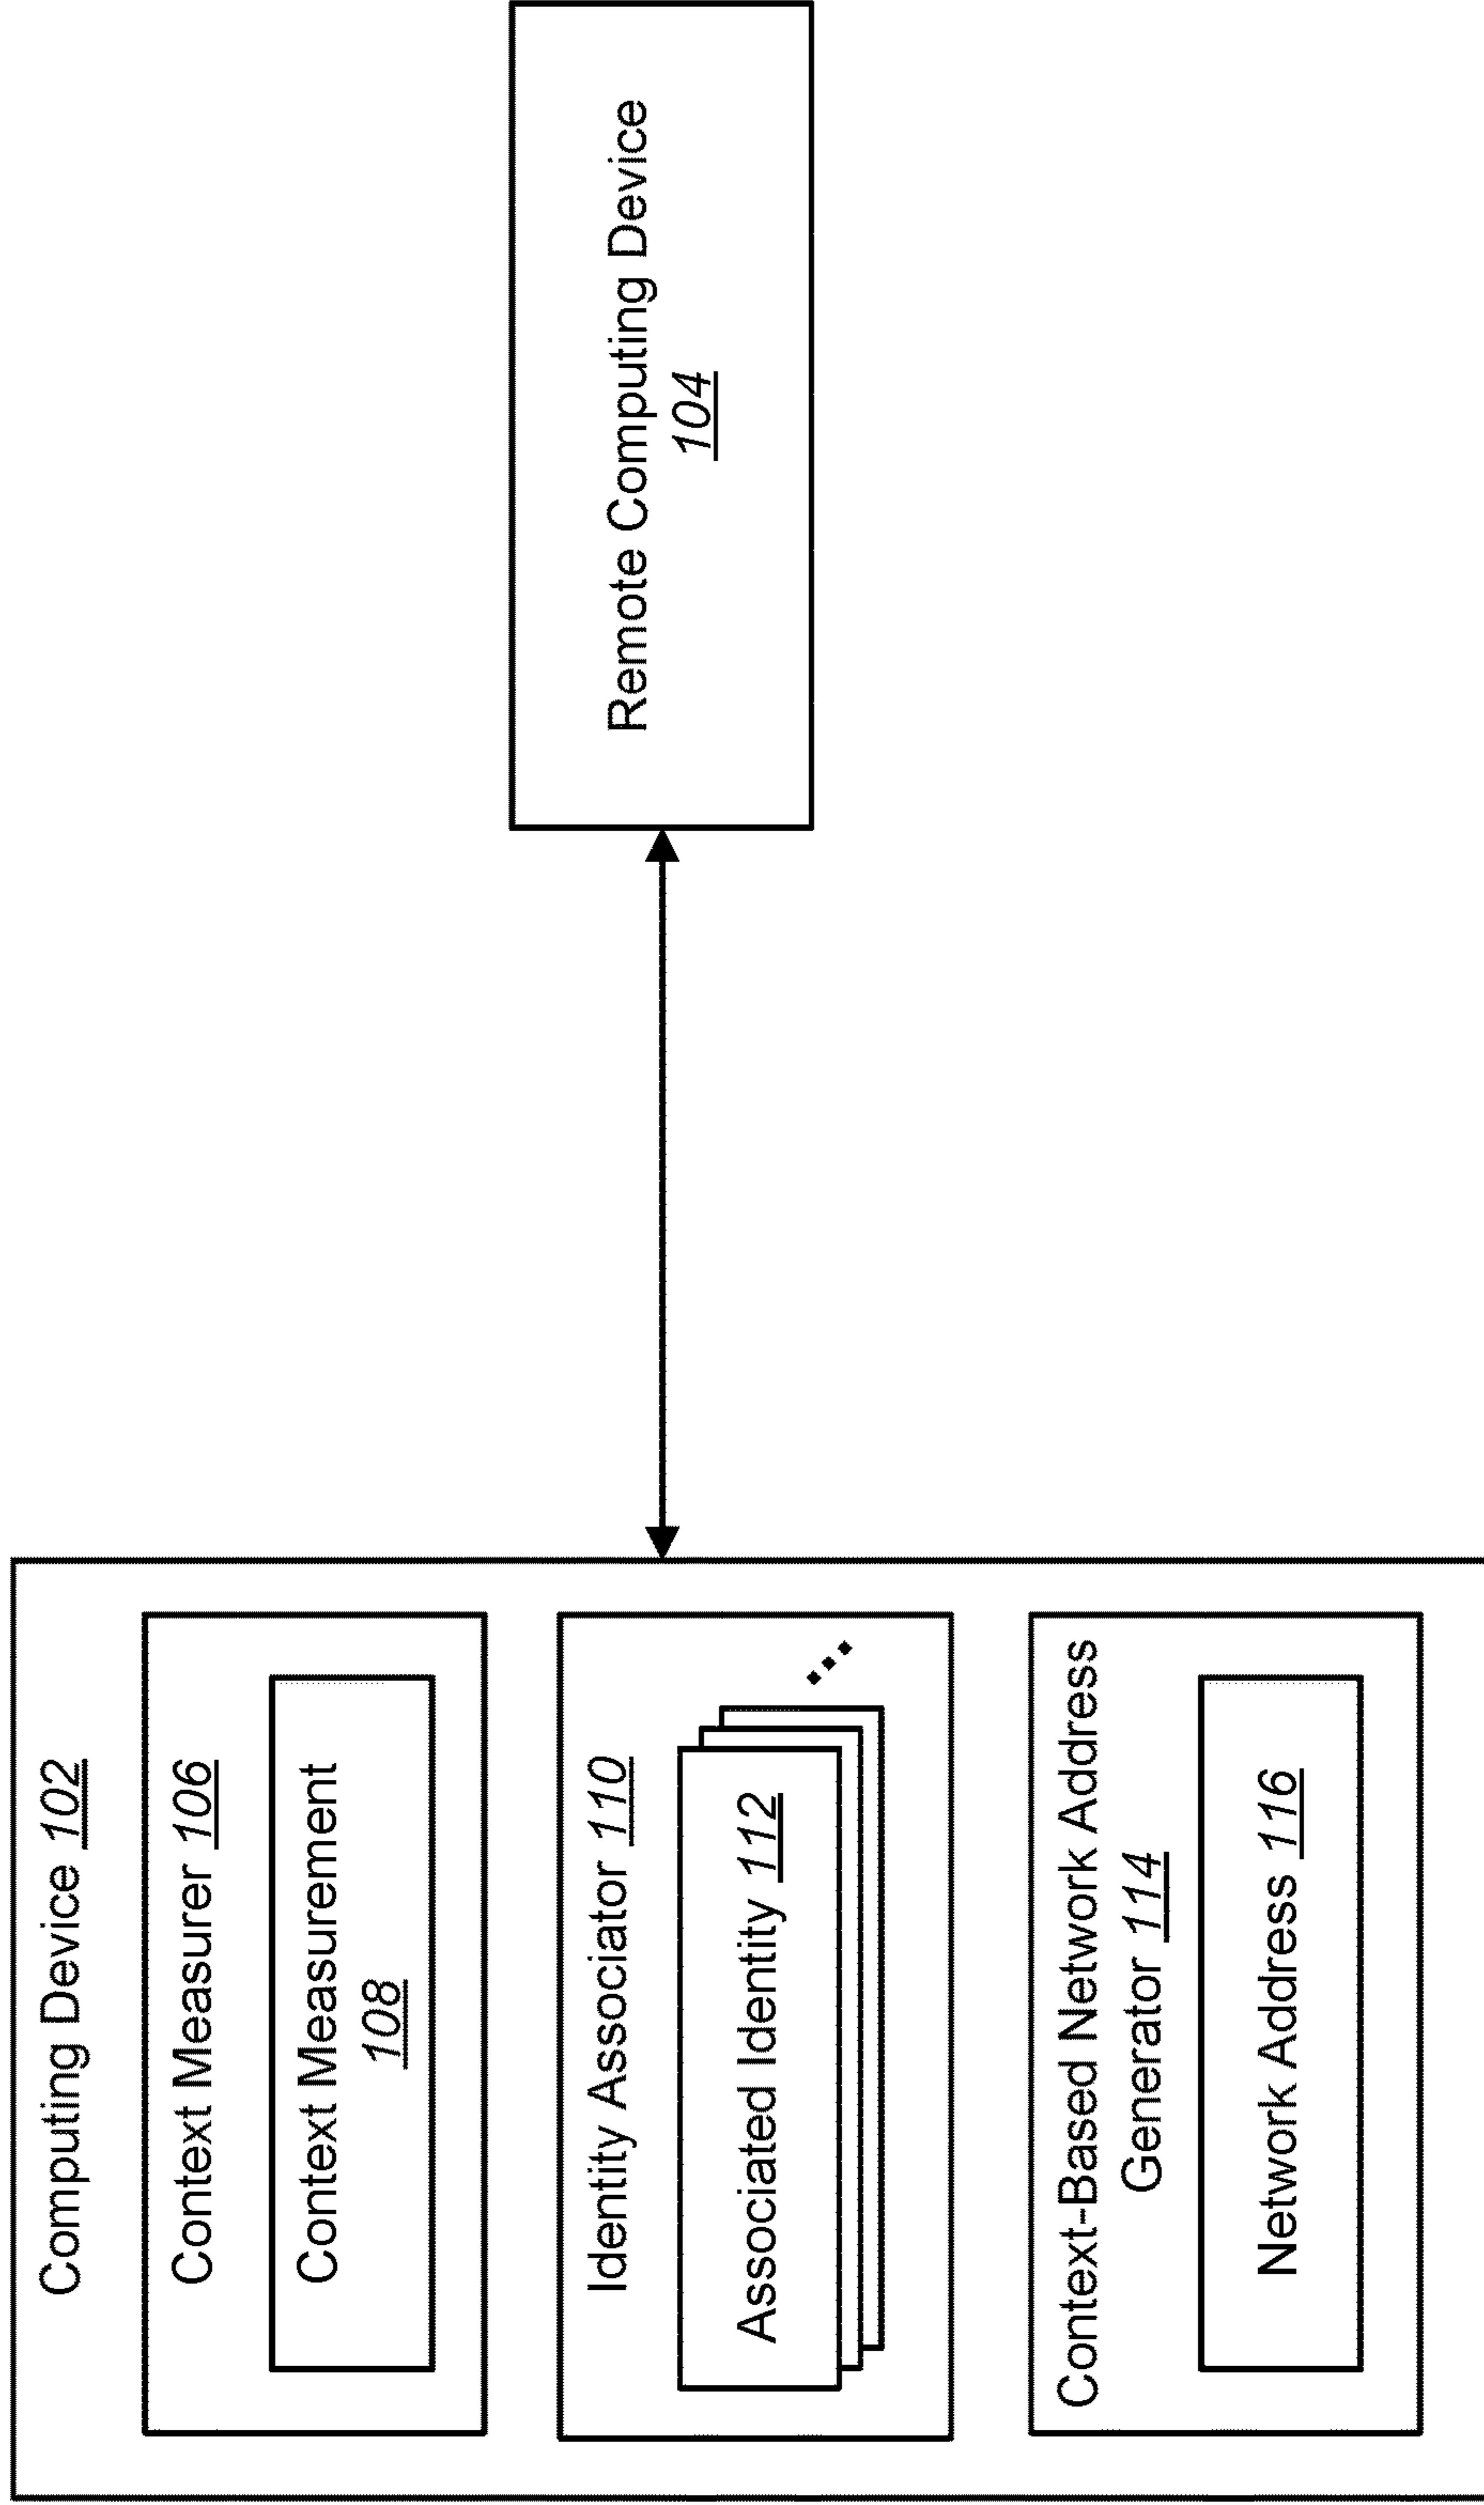 Computing Device 102
Context Measurer 106
Context Measurement
108
Identity Associator 110
Associated Identity 112
Context-Based Network Address
Generator 114
Network Address 116
Remote Computing Device
104